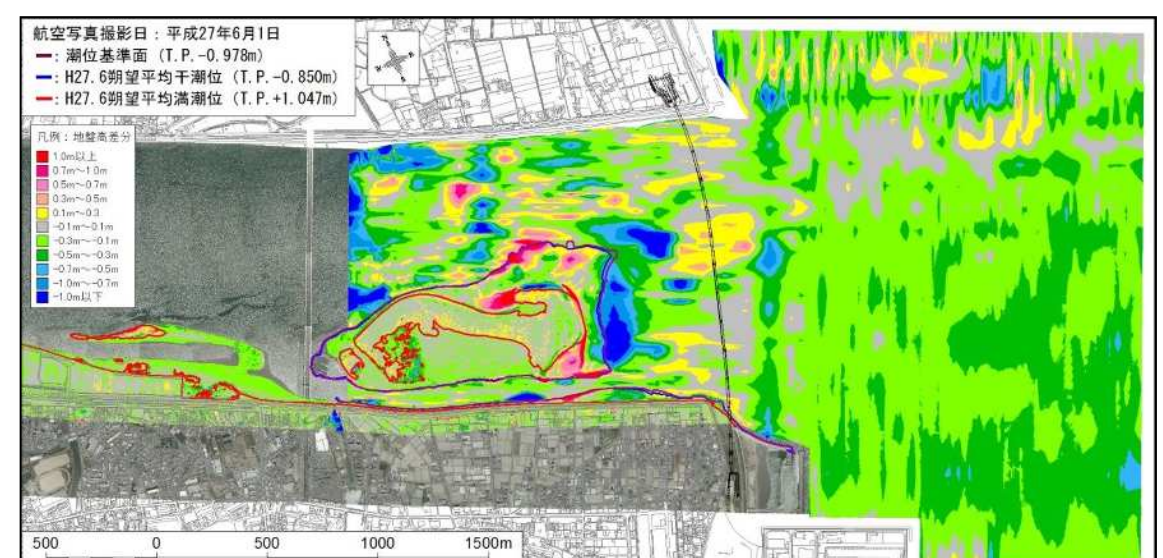 航空写真撮影日：平成27年6月1日
━：潮位基準面（T.P.-0.978m）
━：H27.6朔望平均干潮位（T.P.-0.850m）
━：H27.6朔望平均満潮位（T.P.+1.047m）
凡例：地盤高差分
1.0m以上
0.7m～1.0m
0.5m～0.7m
0.3m～0.5m
0.1m～0.3
-0.1m～0.1m
-0.3m～-0.1m
-0.5m～-0.3m
-0.7m～-0.5m
-1.0m～-0.7m
-1.0m以下
500 0 500 1000 1500m